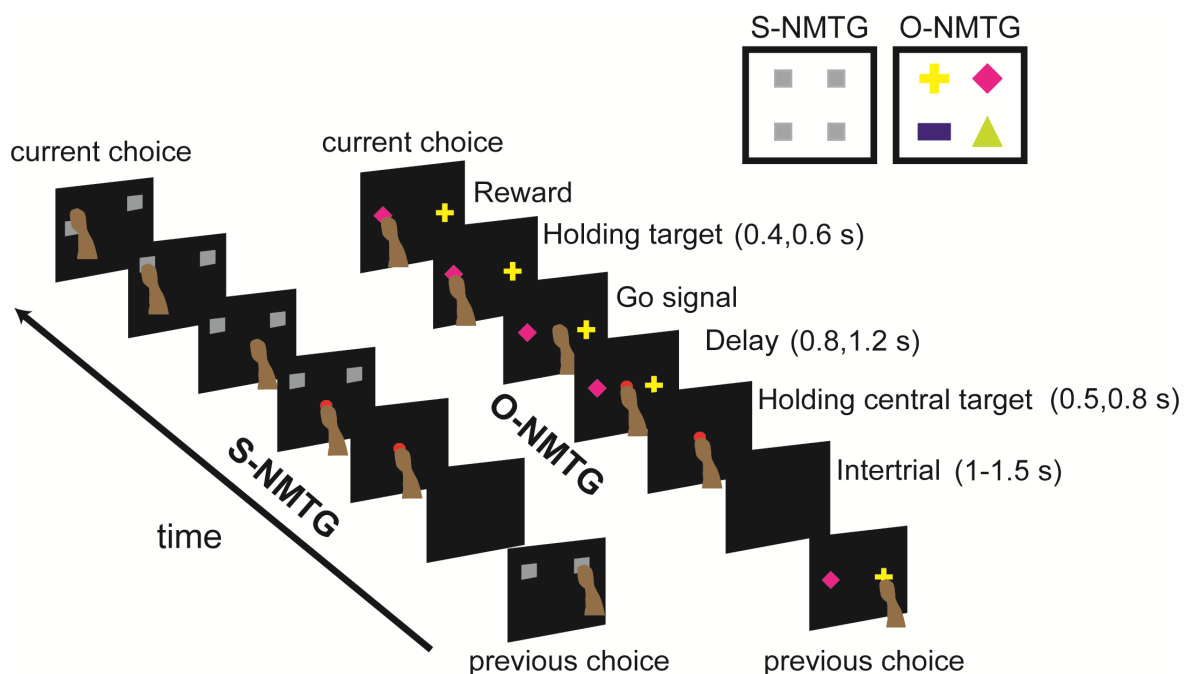 S-NMTG
O-NMTG
current choice
current choice
Reward
Holding target (0.4,0.6 s)
Go signal
Delay (0.8,1.2 s)
Holding central target (0.5,0.8 s)
Intertrial (1-1.5 s)
S-NMTG
O-NMTG
time
previous choice
previous choice